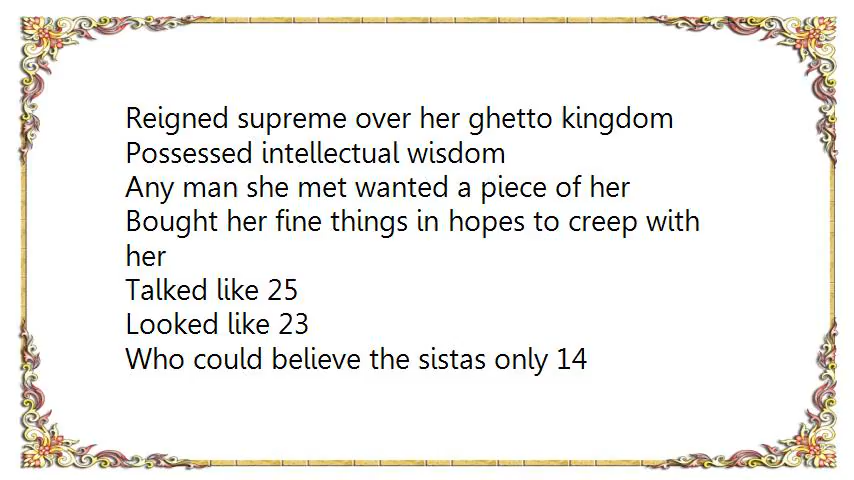 Reigned supreme over her ghetto kingdom
Possessed intellectual wisdom
Any man she met wanted a piece of her
Bought her fine things in hopes to creep with
her
Talked like 25
Looked like 23
Who could believe the sistas only 14